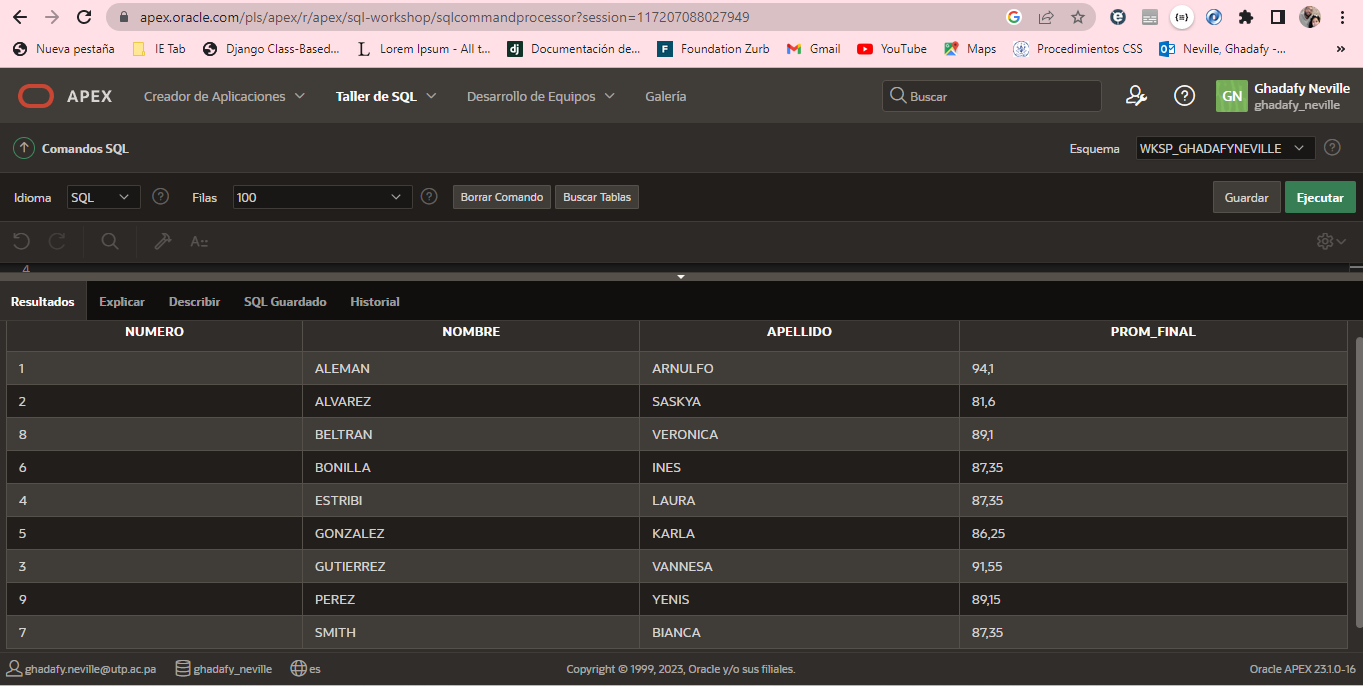 apex.oracle.com/pls/apex/r/apex/sql-workshop/sqlcommandprocessor?session=117207088027949
Nueva pestaña IE Tab Django Class-Based... Lorem Ipsum - All t... Documentación de... Foundation Zurb Gmail YouTube Maps Procedimientos CSS Neville, Ghadafy -... »
APEX Creador de Aplicaciones Taller de SQL Desarrollo de Equipos Galería Buscar GN Ghadafy Neville
ghadafy_neville
Comandos SQL Esquema WKSP_GHADAFYNEVILLE
Idioma SQL Filas 100 Borrar Comando Buscar Tablas Guardar Ejecutar
4
Resultados Explicar Describir SQL Guardado Historial
NUMERO NOMBRE APELLIDO PROM_FINAL
1 ALEMAN ARNULFO 94,1
2 ALVAREZ SASKYA 81,6
8 BELTRAN VERONICA 89,1
6 BONILLA INES 87,35
4 ESTRIBI LAURA 87,35
5 GONZALEZ KARLA 86,25
3 GUTIERREZ VANNESA 91,55
9 PEREZ YENIS 89,15
7 SMITH BIANCA 87,35
ghadafy.neville@utp.ac.pa ghadafy_neville es Copyright © 1999, 2023, Oracle y/o sus filiales. Oracle APEX 23.1.0-16